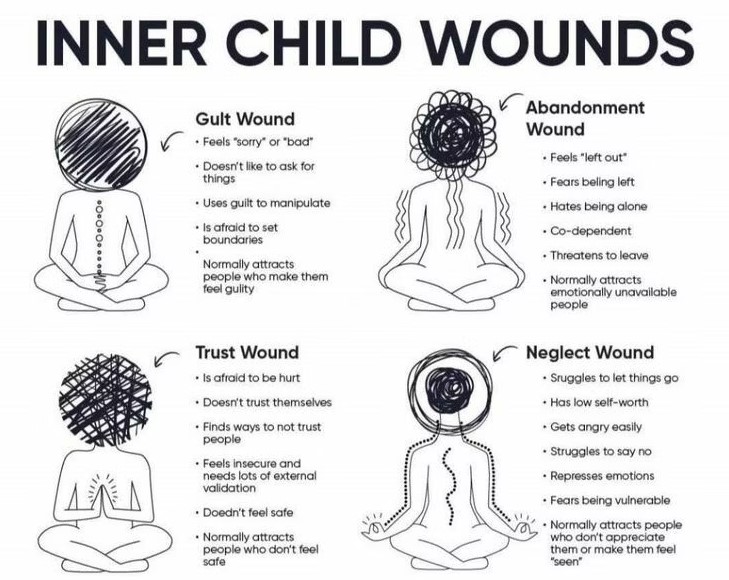 INNER CHILD WOUNDS
Gult Wound
• Feels "sorry" or "bad"
• Doesn't like to ask for
things
• Uses guilt to manipulate
• Is afraid to set
boundaries
•
Normally attracts
people who make them
feel gulity
Abandonment
Wound
• Feels "left out"
• Fears beling left
• Hates being alone
• Co-dependent
• Threatens to leave
• Normally attracts
emotionally unavailable
people
Trust Wound
• Is afraid to be hurt
• Doesn't trust themselves
• Finds ways to not trust
people
• Feels insecure and
needs lots of external
validation
• Doedn't feel safe
• Normally attracts
people who don't feel
safe
Neglect Wound
• Sruggles to let things go
• Has low self-worth
• Gets angry easily
• Struggles to say no
• Represses emotions
• Fears being vulnerable
• Normally attracts people
who don't appreciate
them or make them feel
"seen"